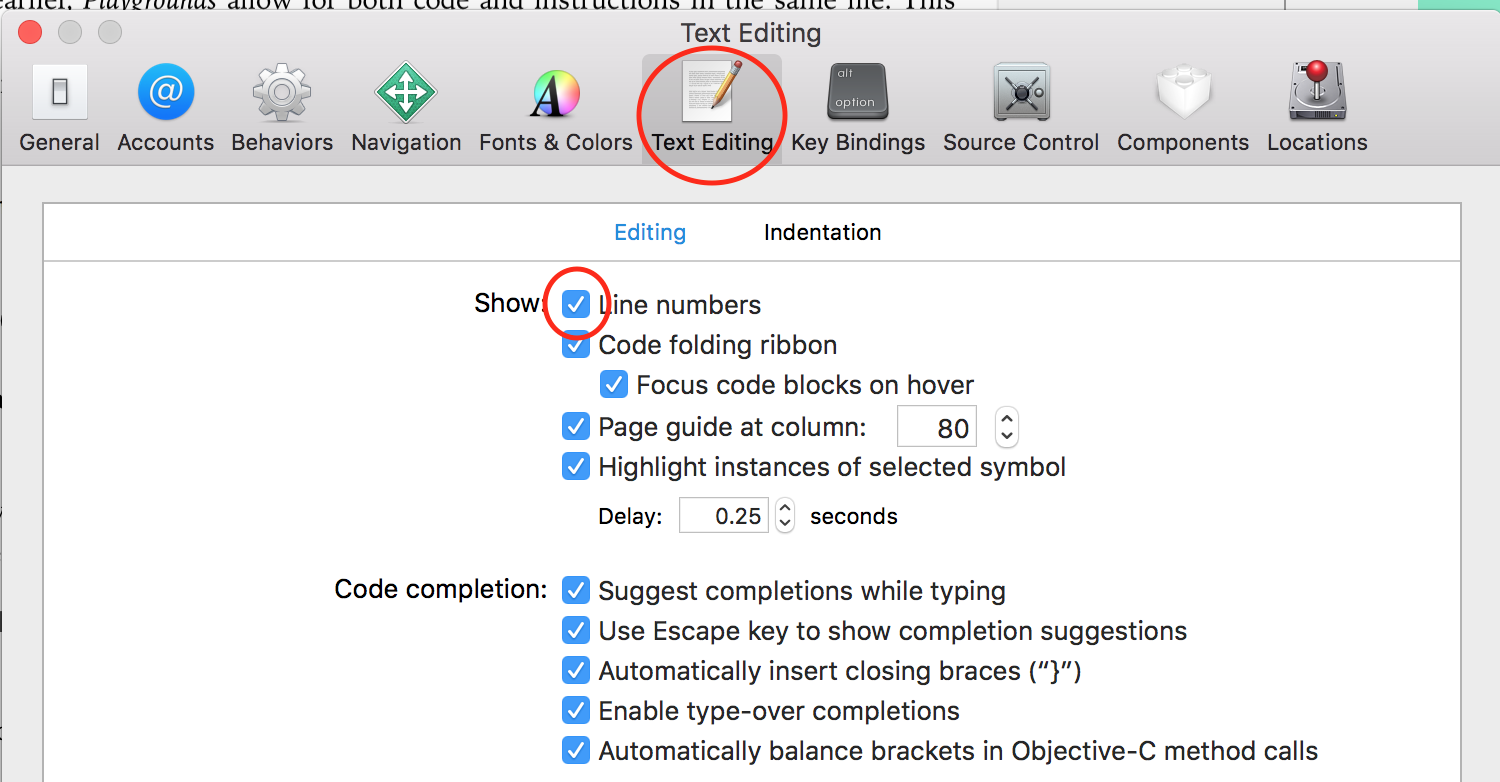 earlier, Playgrounds allow for both code and instructions in the same file. This
Text Editing
alt
option
General Accounts Behaviors Navigation Fonts & Colors Text Editing Key Bindings Source Control Components Locations
Editing Indentation
Show: Line numbers
Code folding ribbon
Focus code blocks on hover
Page guide at column: 80
Highlight instances of selected symbol
Delay: 0.25 seconds
Code completion: Suggest completions while typing
Use Escape key to show completion suggestions
Automatically insert closing braces (“}”)
Enable type-over completions
Automatically balance brackets in Objective-C method calls